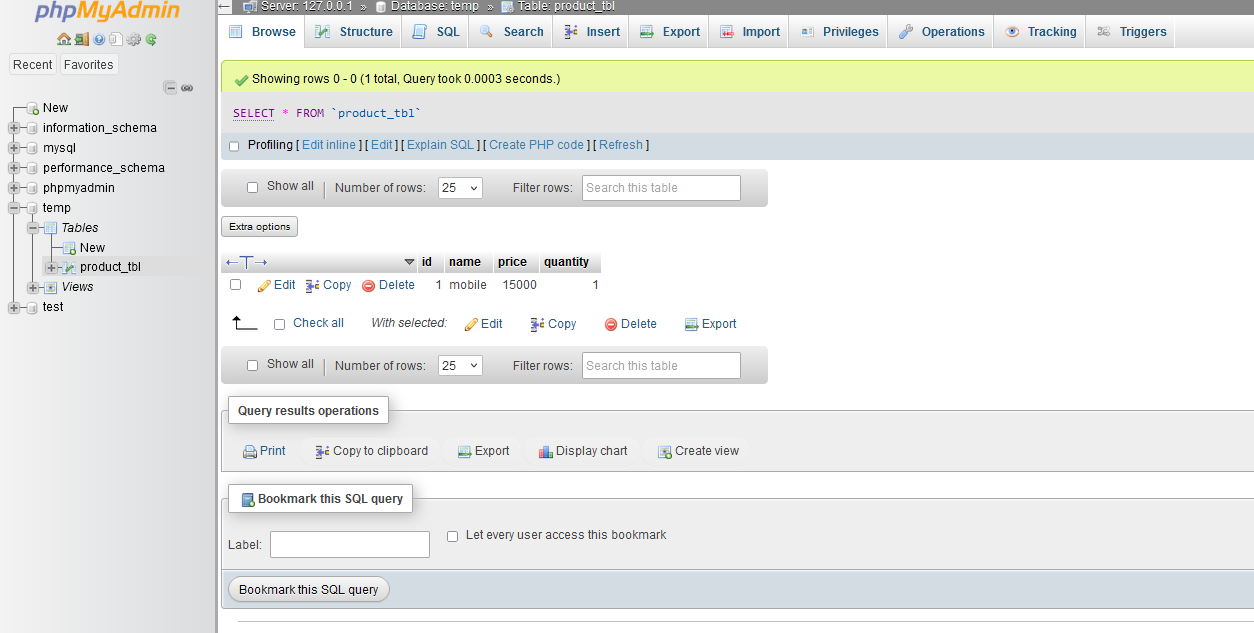 phpMyAdmin
Recent Favorites
New
information_schema
mysql
performance_schema
phpmyadmin
temp
Tables
New
product_tbl
Views
test
Server: 127.0.0.1 » Database: temp » Table: product_tbl
Browse Structure SQL Search Insert Export Import Privileges Operations Tracking Triggers
Showing rows 0 - 0 (1 total, Query took 0.0003 seconds.)
SELECT * FROM `product_tbl`
Profiling [ Edit inline ] [ Edit ] [ Explain SQL ] [ Create PHP code ] [ Refresh ]
Show all Number of rows: 25 Filter rows: Search this table
Extra options
←T→ id name price quantity
Edit Copy Delete 1 mobile 15000 1
Check all With selected: Edit Copy Delete Export
Show all Number of rows: 25 Filter rows: Search this table
Query results operations
Print Copy to clipboard Export Display chart Create view
Bookmark this SQL query
Label: Let every user access this bookmark
Bookmark this SQL query